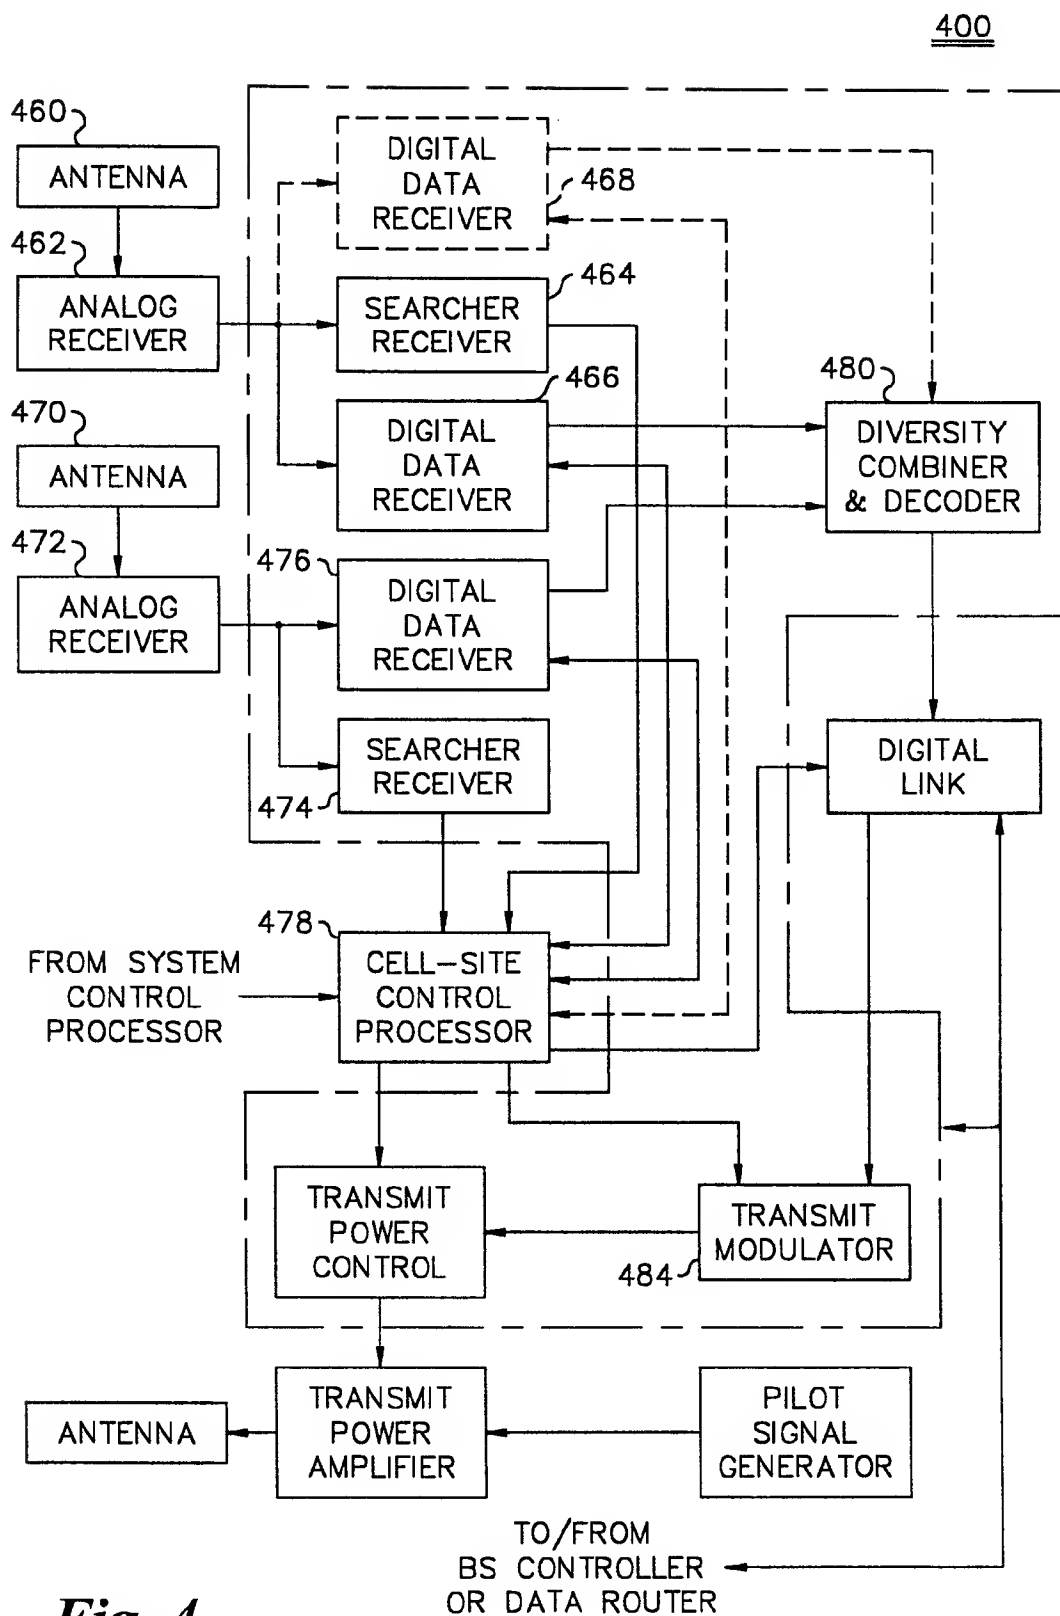 400
460
ANTENNA
462
ANALOG
RECEIVER
470
ANTENNA
472
ANALOG
RECEIVER
DIGITAL
DATA
RECEIVER
468
SEARCHER
RECEIVER
464
466
DIGITAL
DATA
RECEIVER
476
DIGITAL
DATA
RECEIVER
SEARCHER
RECEIVER
474
480
DIVERSITY
COMBINER
& DECODER
DIGITAL
LINK
478
CELL-SITE
CONTROL
PROCESSOR
FROM SYSTEM
CONTROL
PROCESSOR
TRANSMIT
POWER
CONTROL
TRANSMIT
MODULATOR
484
ANTENNA
TRANSMIT
POWER
AMPLIFIER
PILOT
SIGNAL
GENERATOR
TO/FROM
BS CONTROLLER
OR DATA ROUTER
Fig. 4